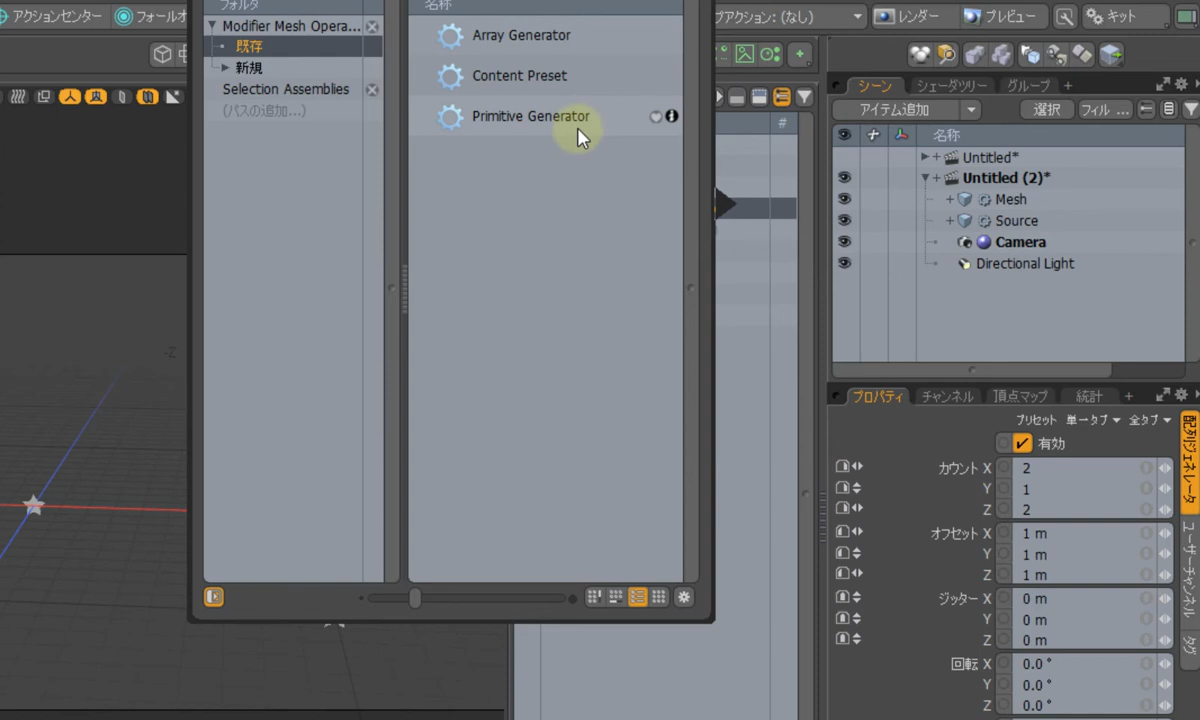 アクションセンター フォールオ
プアクション: (なし) レンダー プレビュー キット
フォルダ
名称
Modifier Mesh Opera...
既存
新規
Selection Assemblies
(パスの追加...)
Array Generator
Content Preset
Primitive Generator
#
-Z
シーン シェーダツリー グループ +
アイテム追加 選択 フィル ...
名称
Untitled*
Untitled (2)*
Mesh
Source
Camera
Directional Light
プロパティ チャンネル 頂点マップ 統計 +
プリセット 単一タブ 全タブ
有効
カウント X 2
Y 1
Z 2
オフセット X 1 m
Y 1 m
Z 1 m
ジッター X 0 m
Y 0 m
Z 0 m
回転 X 0.0 °
Y 0.0 °
Z 0.0 °
配列ジェネレータ
ユーザーチャンネル
タグ